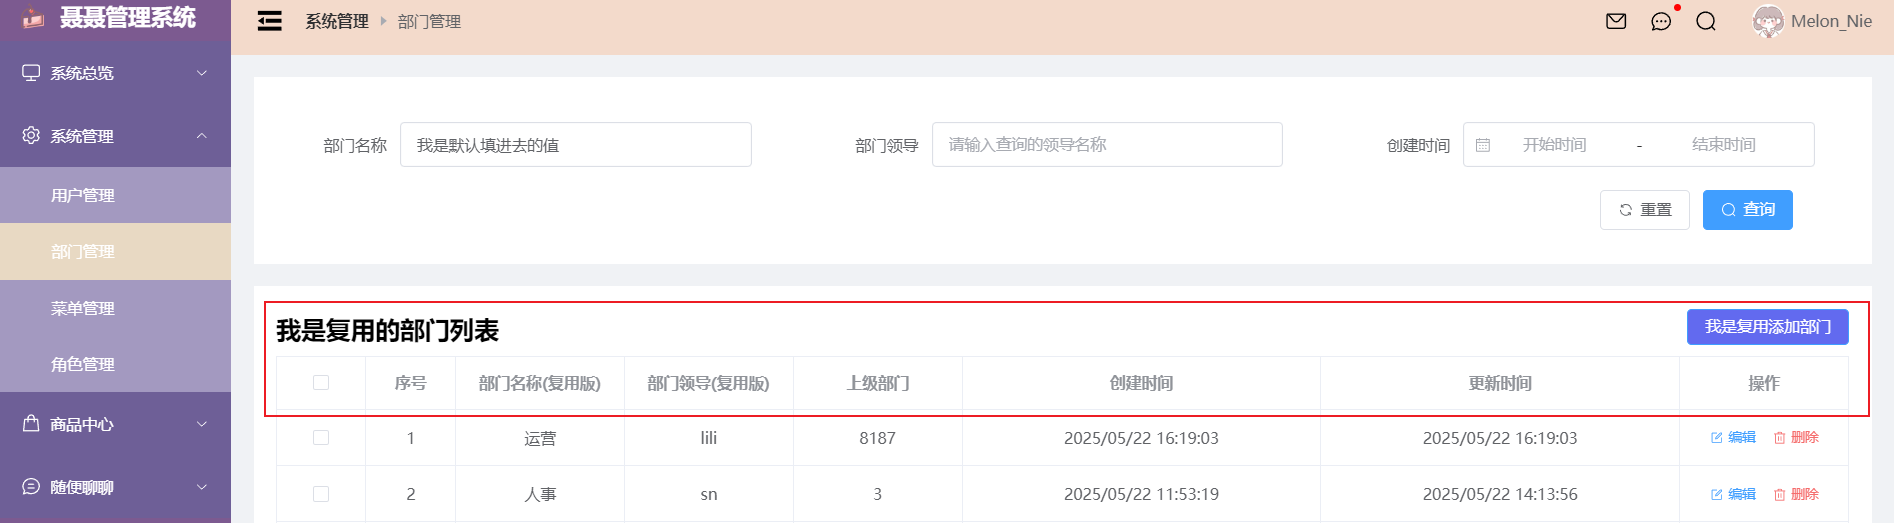 聂聂管理系统
系统管理 部门管理
Melon_Nie
系统总览
系统管理
用户管理
部门管理
菜单管理
角色管理
商品中心
随便聊聊
部门名称 我是默认填进去的值 部门领导 请输入查询的领导名称 创建时间 开始时间 - 结束时间
重置 查询
我是复用的部门列表 我是复用添加部门
序号 部门名称(复用版) 部门领导(复用版) 上级部门 创建时间 更新时间 操作
1 运营 lili 8187 2025/05/22 16:19:03 2025/05/22 16:19:03 编辑 删除
2 人事 sn 3 2025/05/22 11:53:19 2025/05/22 14:13:56 编辑 删除